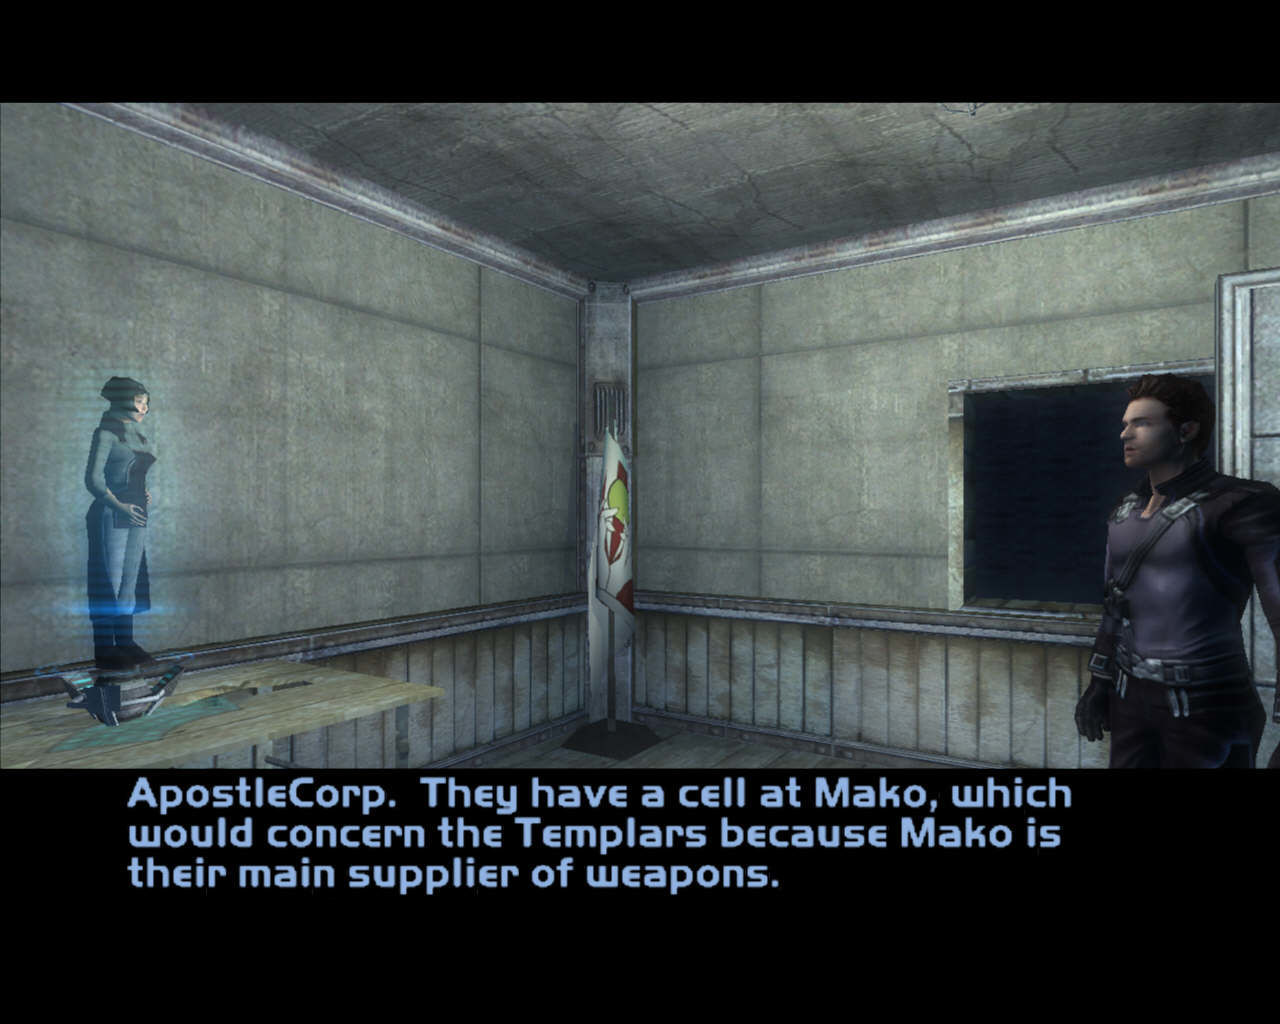 ApostleCorp.  They have a cell at Mako, which
would concern the Templars because Mako is
their main supplier of weapons.